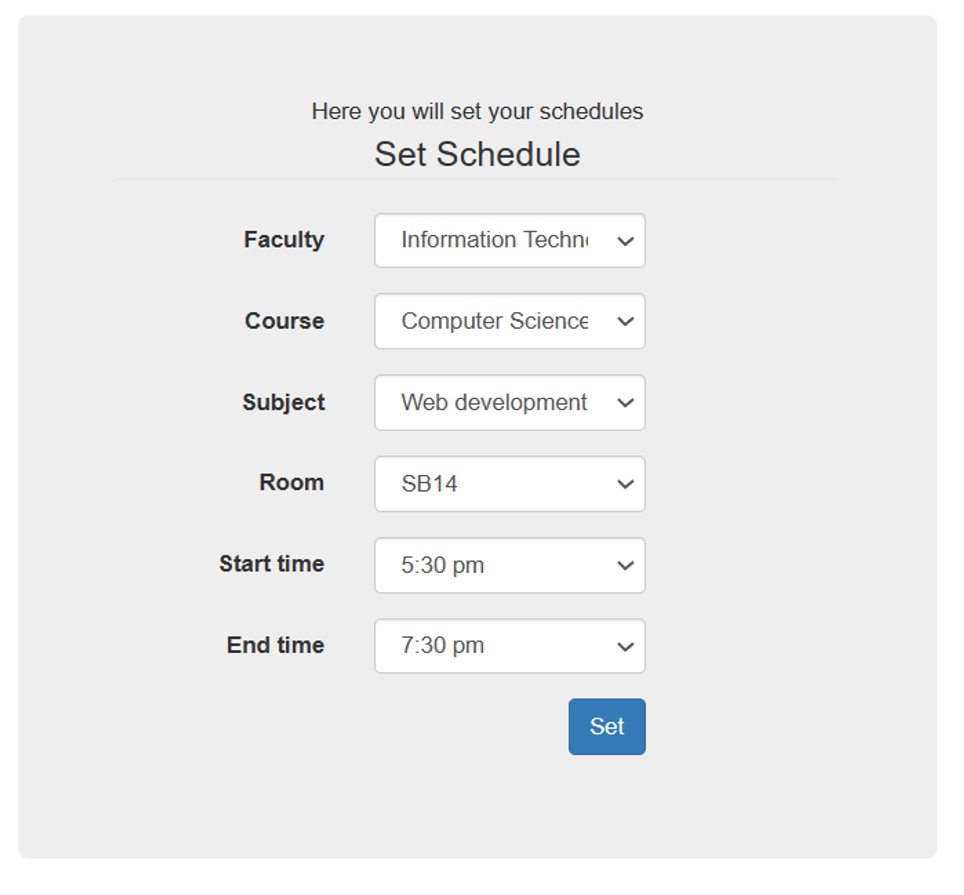 Here you will set your schedules
Set Schedule
Faculty Information
Course Computer Science
Subject Web development
Room SB14
Start time 5:30 pm
End time 7:30 pm
Set